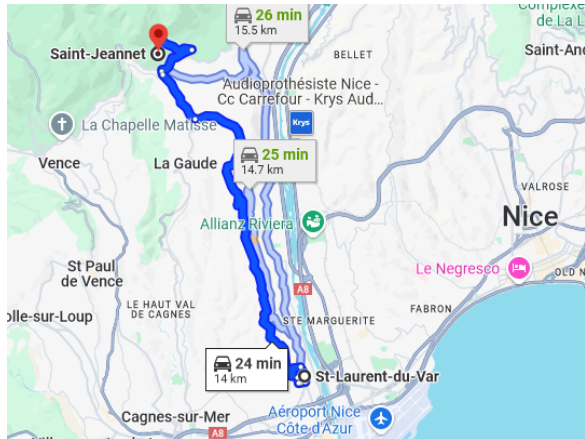 Complexe
de La L
26 min
15.5 km
Saint-Jeannet
BELLET
Saint-And
Audioprothésiste Nice -
Cc Carrefour - Krys Aud...
Krys
La Chapelle Matisse
Vence
La Gaude
25 min
14.7 km
VALROSE
Allianz Riviera
Nice
St Paul
de Vence
Le Negresco
OLD N
A8
LE HAUT VAL
DE CAGNES
olle-sur-Loup
STE MARGUERITE
FABRON
24 min
14 km
St-Laurent-du-Var
Cagnes-sur-Mer
Aéroport Nice
Côte d'Azur
A8